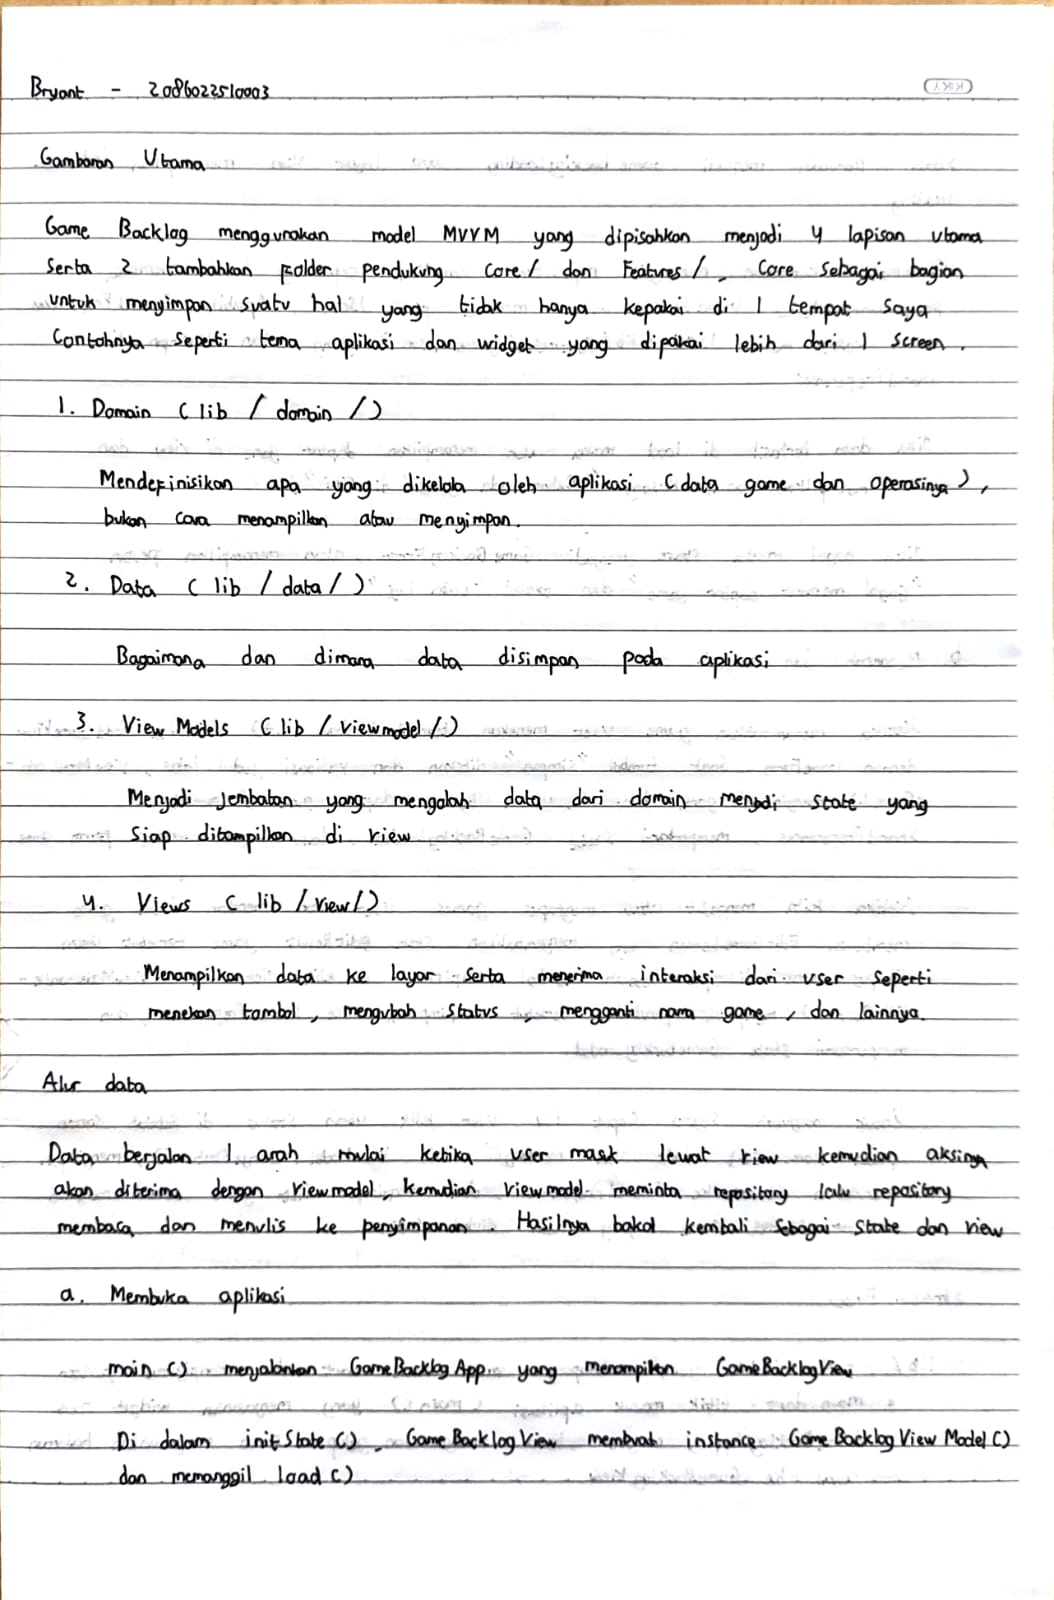 Bryant - 2086022510003
KIKY
Gambaran Utama
Game Backlog menggunakan model MVVM yang dipisahkan menjadi 4 lapisan utama
serta 2 tambahkan folder pendukung Core/ dan Features/. Core sebagai bagian
untuk menyimpan suatu hal yang tidak hanya kepakai di 1 tempat saya
Contohnya seperti tema aplikasi dan widget yang dipakai lebih dari 1 screen.
1. Domain (lib / domain /)
Mendefinisikan apa yang dikelola oleh aplikasi (data game dan operasinya),
bukan cara menampilkan atau menyimpan.
2. Data (lib / data /)
Bagaimana dan dimana data disimpan pada aplikasi
3. View Models (lib / viewmodel /)
Menjadi jembatan yang mengolah data dari domain menjadi state yang
siap ditampilkan di view
4. Views (lib / view/)
Menampilkan data ke layar serta menerima interaksi dari user seperti
menekan tombol, mengubah status, mengganti nama game, dan lainnya.
Alur data
Data berjalan 1 arah mulai ketika user masuk lewat view kemudian aksinya
akan diterima dengan viewmodel, kemudian viewmodel meminta repository lalu repository
membaca dan menulis ke penyimpanan. Hasilnya bakal kembali sebagai state dan view
a. Membuka aplikasi
main () menjalankan GameBacklogApp yang menampilkan GameBacklogView
Di dalam initState(), GameBacklogView membuat instance GameBacklogViewModel()
dan memanggil load()